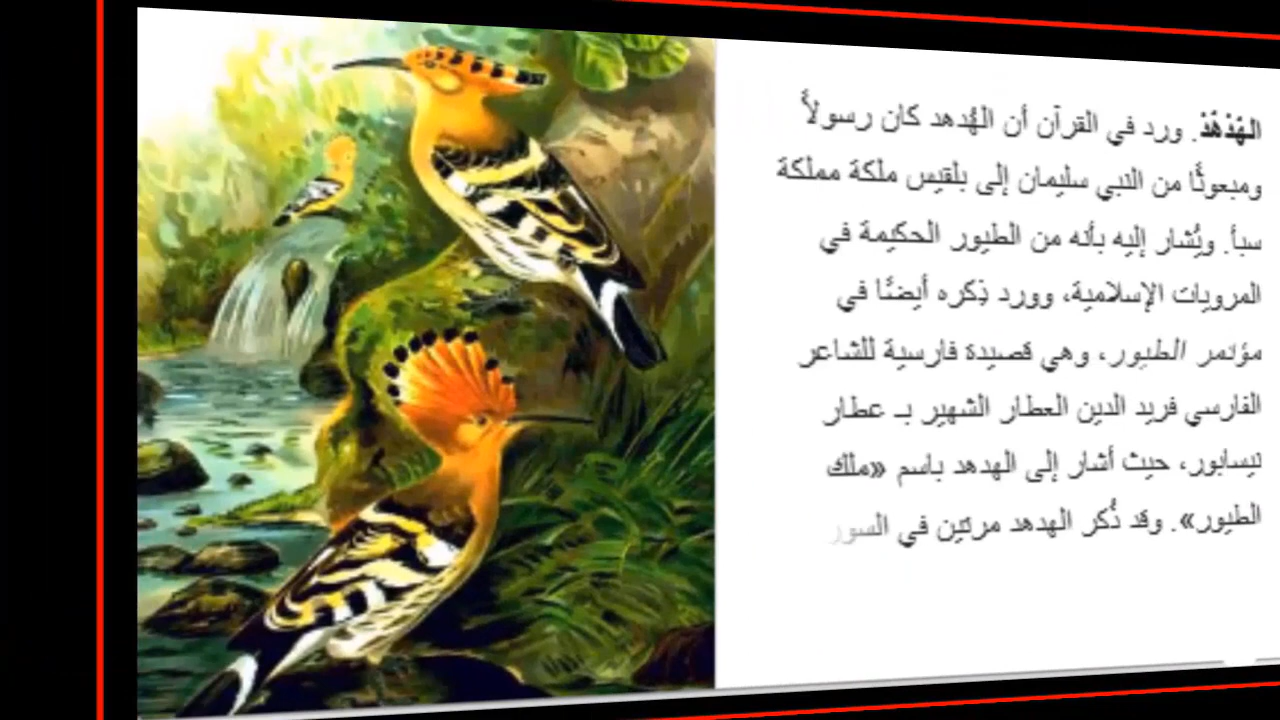 الهُدْهُدْ. ورد في القرآن أن الهُدهد كان رسولاً
ومبعوثًا من النبي سليمان إلى بلقيس ملكة مملكة
سبأ. ويُشار إليه بأنه من الطيور الحكيمة في
المرويات الإسلامية، وورد ذِكره أيضًا في
مؤتمر الطيور، وهي قصيدة فارسية للشاعر
الفارسي فريد الدين العطار الشهير بـ عطار
نيسابور، حيث أشار إلى الهدهد باسم «ملك
الطيور». وقد ذُكر الهدهد مرتين في السور